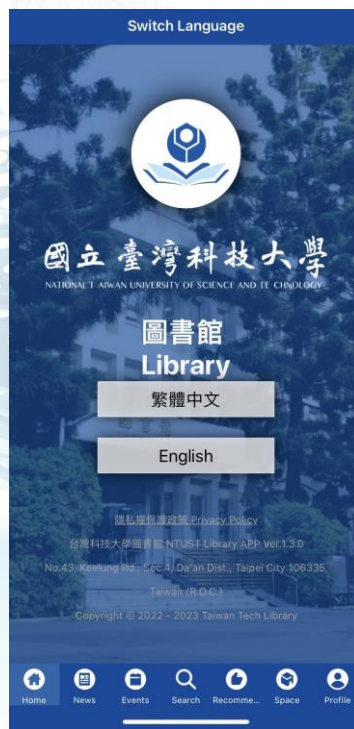 Switch Language
國立臺灣科技大學
NATIONAL T AIWAN UNIVERSITY OF SCIENCE AND TE CHNOLOGY
圖書館
Library
繁體中文
English
隱私權保護政策 Privacy Policy
台灣科技大學圖書館 NTUST Library APP Ver.1.3.0
No.43, Keelung Rd., Sec.4, Da'an Dist., Taipei City 106335,
Taiwan (R.O.C.)
Copyright © 2022 - 2023 Taiwan Tech Library
Home News Events Search Recomme... Space Profile